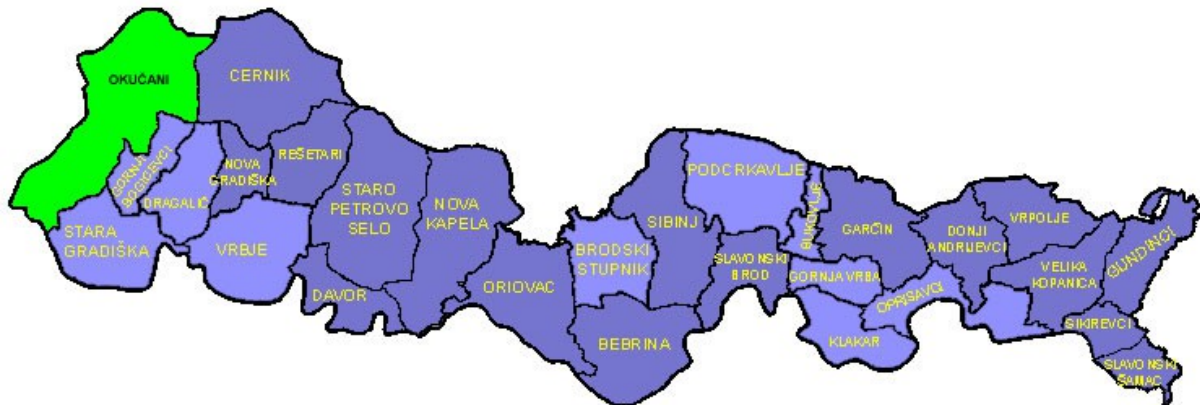 OKUČANI
CERNIK
GORNJI
BOGIĆEVCI
DRAGALIĆ
NOVA
GRADIŠKA
REŠETARI
STARA
GRADIŠKA
VRBJE
STARO
PETROVO
SELO
NOVA
KAPELA
DAVOR
ORIOVAC
BRODSKI
STUPNIK
BEBRINA
SIBINJ
PODCRKAVLJE
SLAVONSKI
BROD
BUKOVLJE
GARČIN
GORNJA VRBA
KLAKAR
OPRISAVCI
DONJI
ANDRIJEVCI
VRPOLJE
VELIKA
KOPANICA
GUNDINCI
SIKIREVCI
SLAVONSKI
ŠAMAC